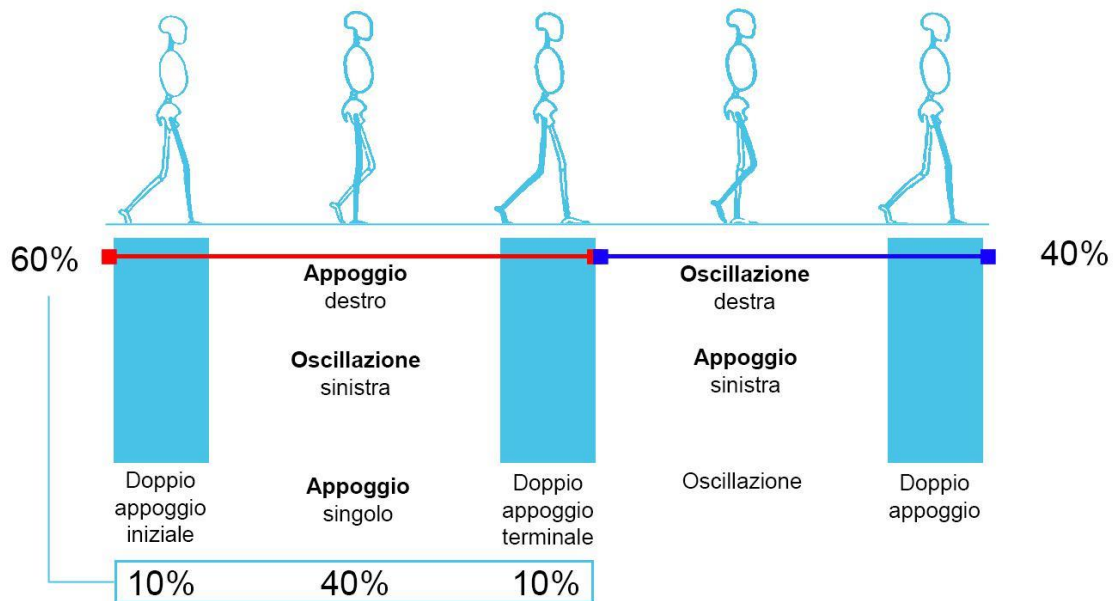 60%
40%
Appoggio
destro
Oscillazione
destra
Oscillazione
sinistra
Appoggio
sinistra
Doppio
appoggio
iniziale
Appoggio
singolo
Doppio
appoggio
terminale
Oscillazione
Doppio
appoggio
10%
40%
10%